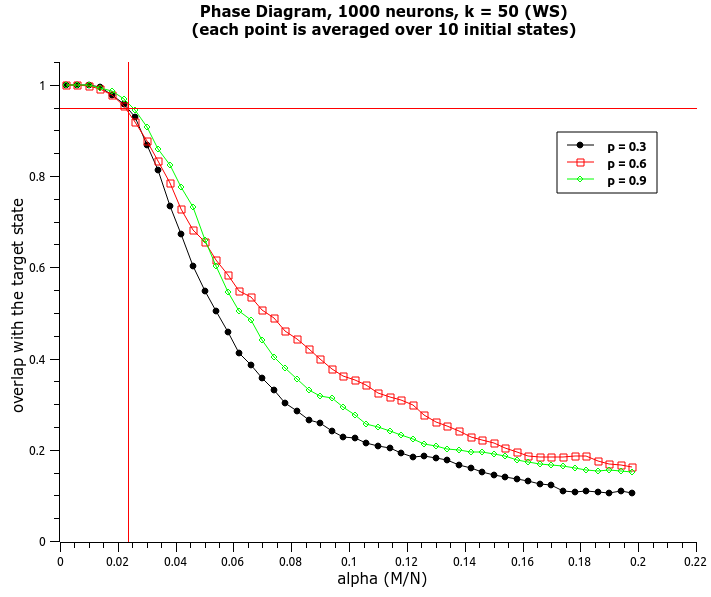 Phase Diagram, 1000 neurons, k = 50 (WS)
(each point is averaged over 10 initial states)
1
0.8
0.6
0.4
0.2
0
overlap with the target state
p = 0.3
p = 0.6
p = 0.9
0 0.02 0.04 0.06 0.08 0.1 0.12 0.14 0.16 0.18 0.2 0.22
alpha (M/N)